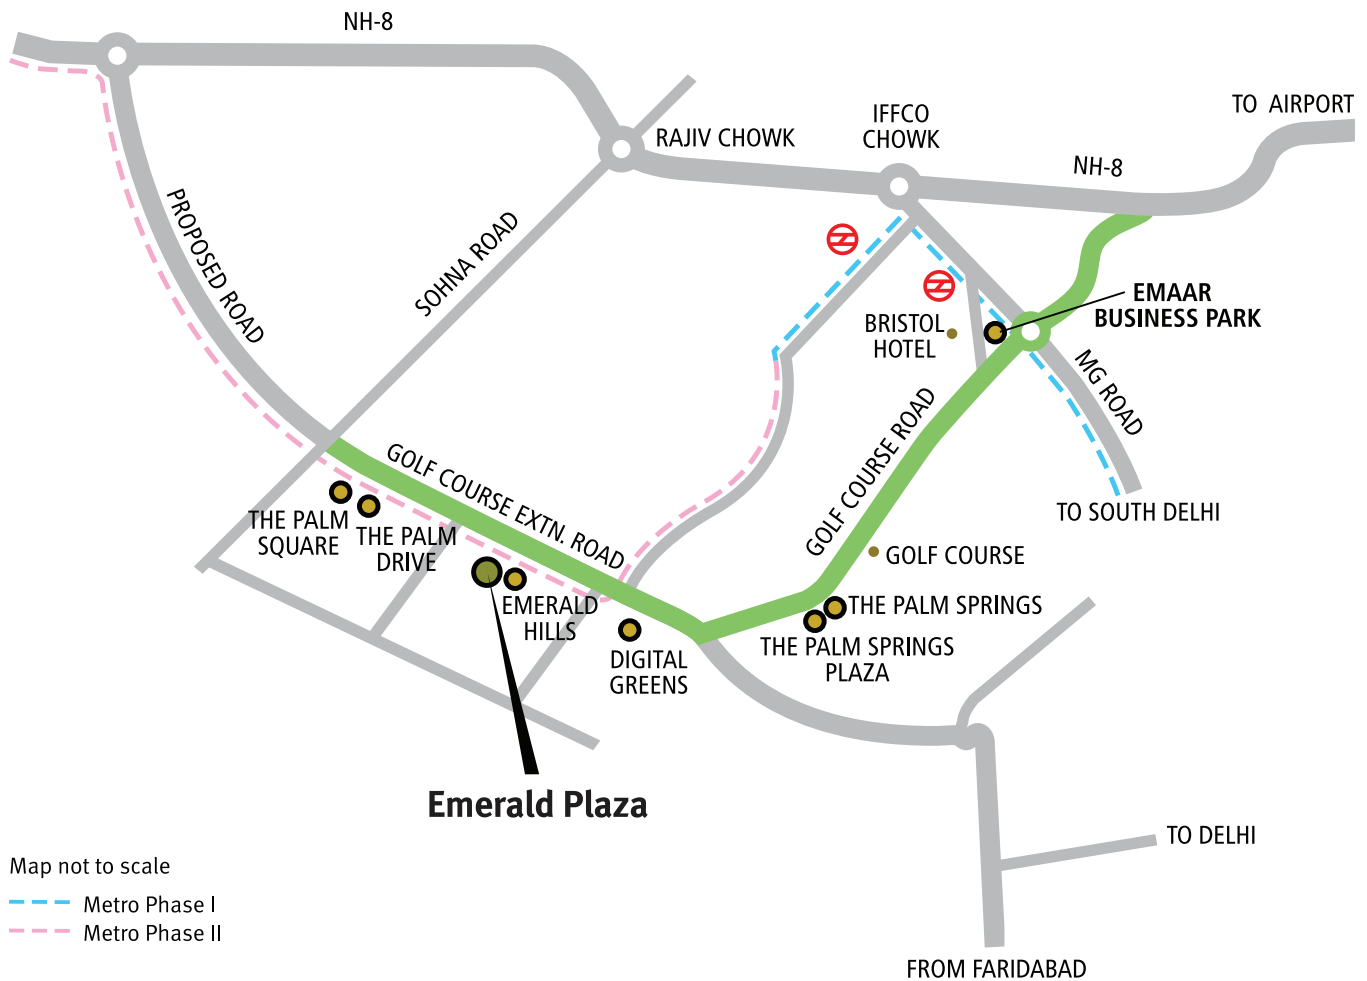 NH-8
TO AIRPORT
IFFCO
CHOWK
RAJIV CHOWK
NH-8
PROPOSED ROAD
SOHNA ROAD
EMAAR
BUSINESS PARK
BRISTOL
HOTEL
MG ROAD
GOLF COURSE ROAD
GOLF COURSE EXTN. ROAD
TO SOUTH DELHI
THE PALM
SQUARE
THE PALM
DRIVE
GOLF COURSE
EMERALD
HILLS
THE PALM SPRINGS
THE PALM SPRINGS
PLAZA
DIGITAL
GREENS
Emerald Plaza
TO DELHI
Map not to scale
Metro Phase I
Metro Phase II
FROM FARIDABAD